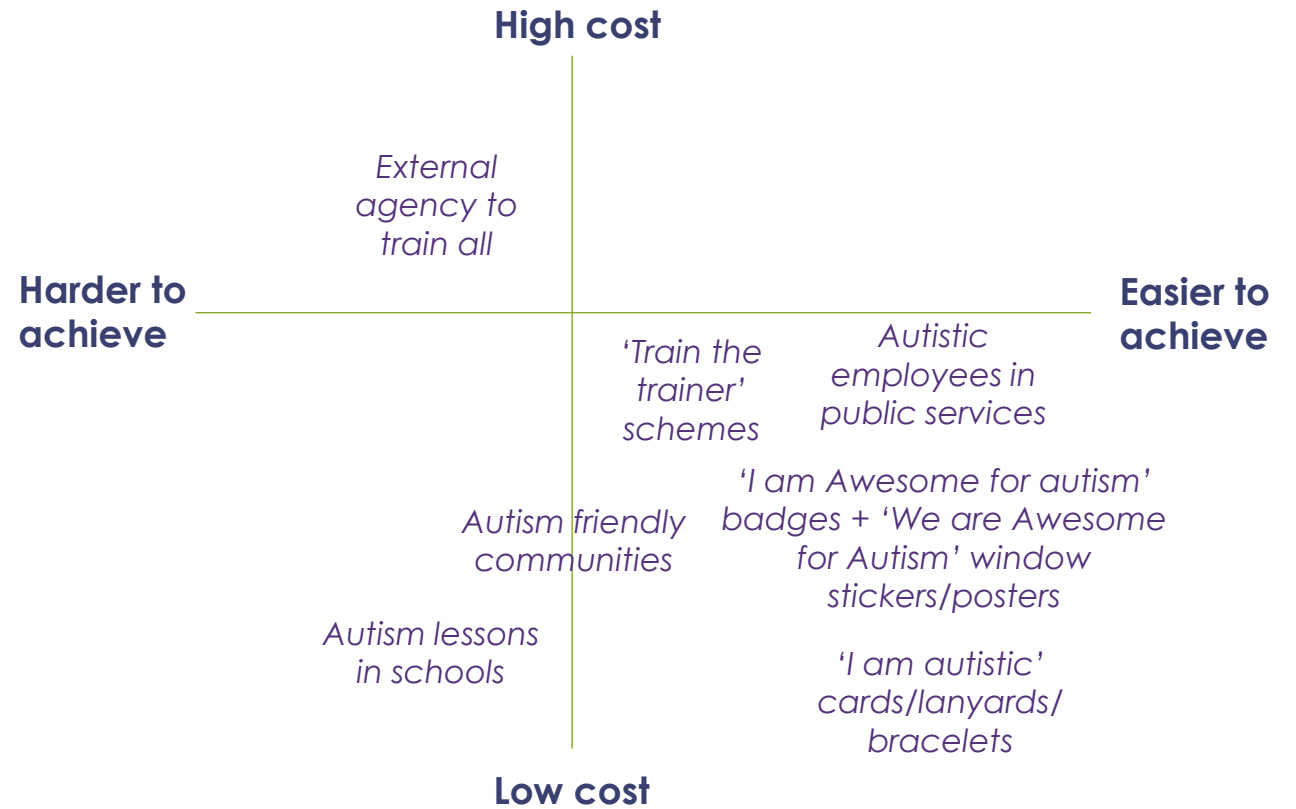 High cost
External
agency to
train all
Harder to
achieve
Easier to
achieve
‘Train the
trainer’
schemes
Autistic
employees in
public services
‘I am Awesome for autism’
badges + ‘We are Awesome
for Autism’ window
stickers/posters
Autism friendly
communities
Autism lessons
in schools
‘I am autistic’
cards/lanyards/
bracelets
Low cost